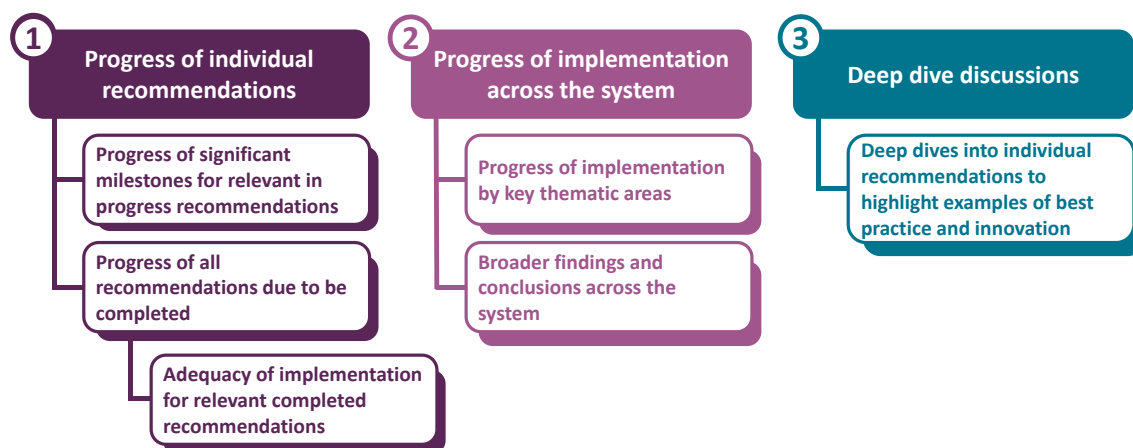 1
Progress of individual
recommendations
Progress of significant
milestones for relevant in
progress recommendations
Progress of all
recommendations due to be
completed
Adequacy of implementation
for relevant completed
recommendations
2
Progress of implementation
across the system
Progress of implementation
by key thematic areas
Broader findings and
conclusions across the
system
3
Deep dive discussions
Deep dives into individual
recommendations to
highlight examples of best
practice and innovation